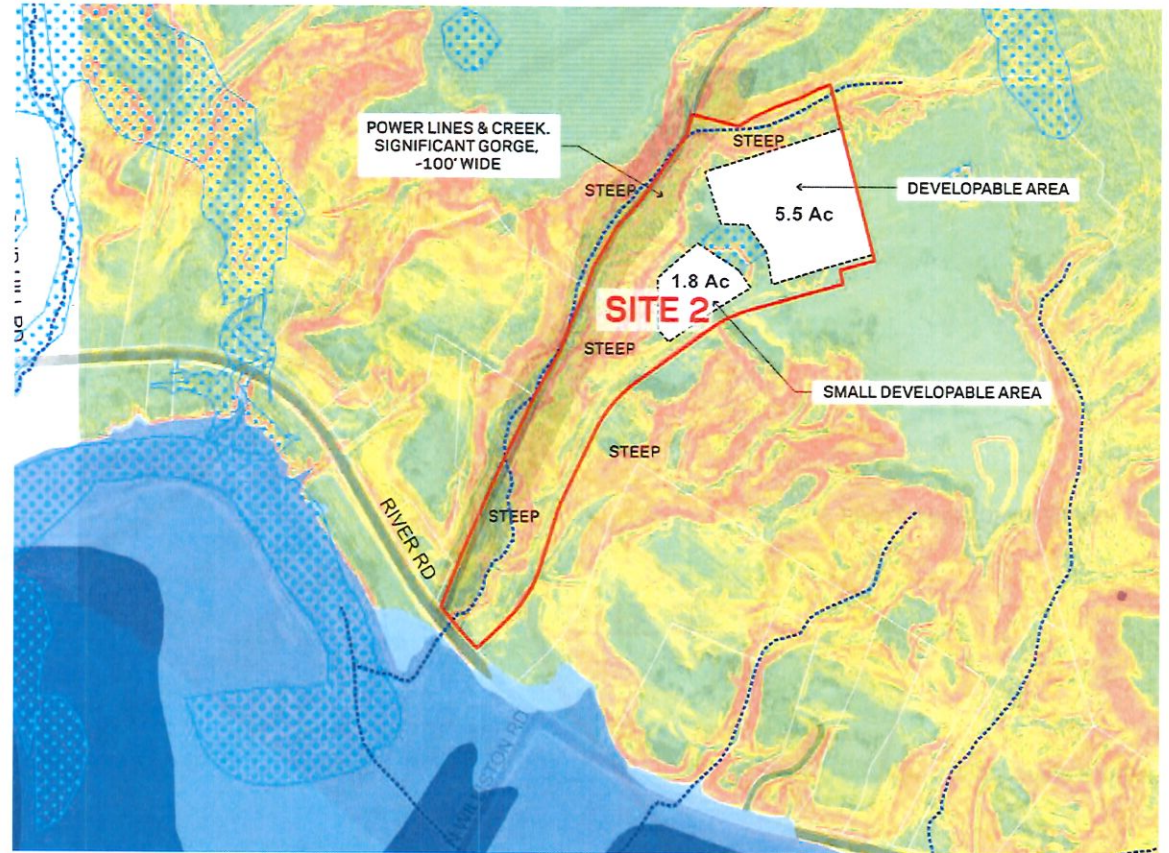 POWER LINES & CREEK.
SIGNIFICANT GORGE,
~100' WIDE
STEEP
STEEP
DEVELOPABLE AREA
5.5 Ac
1.8 Ac
SITE 2
STEEP
SMALL DEVELOPABLE AREA
STEEP
STEEP
RIVER RD